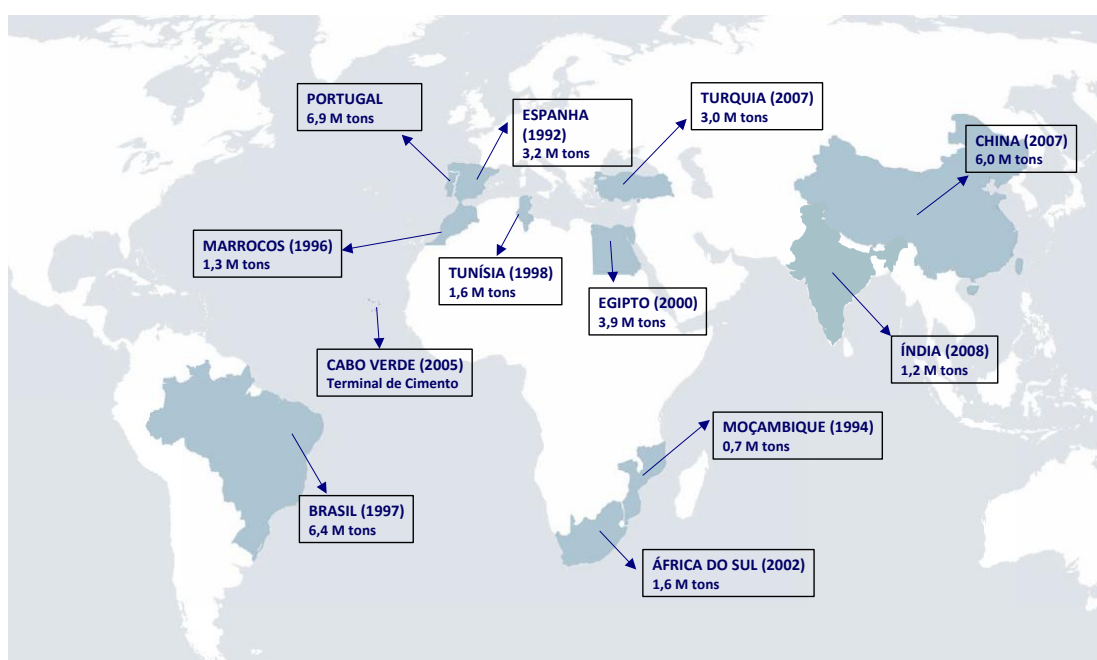 PORTUGAL
6,9 M tons
ESPANHA
(1992)
3,2 M tons
TURQUIA (2007)
3,0 M tons
CHINA (2007)
6,0 M tons
MARROCOS (1996)
1,3 M tons
TUNÍSIA (1998)
1,6 M tons
EGIPTO (2000)
3,9 M tons
CABO VERDE (2005)
Terminal de Cimento
ÍNDIA (2008)
1,2 M tons
MOÇAMBIQUE (1994)
0,7 M tons
BRASIL (1997)
6,4 M tons
ÁFRICA DO SUL (2002)
1,6 M tons